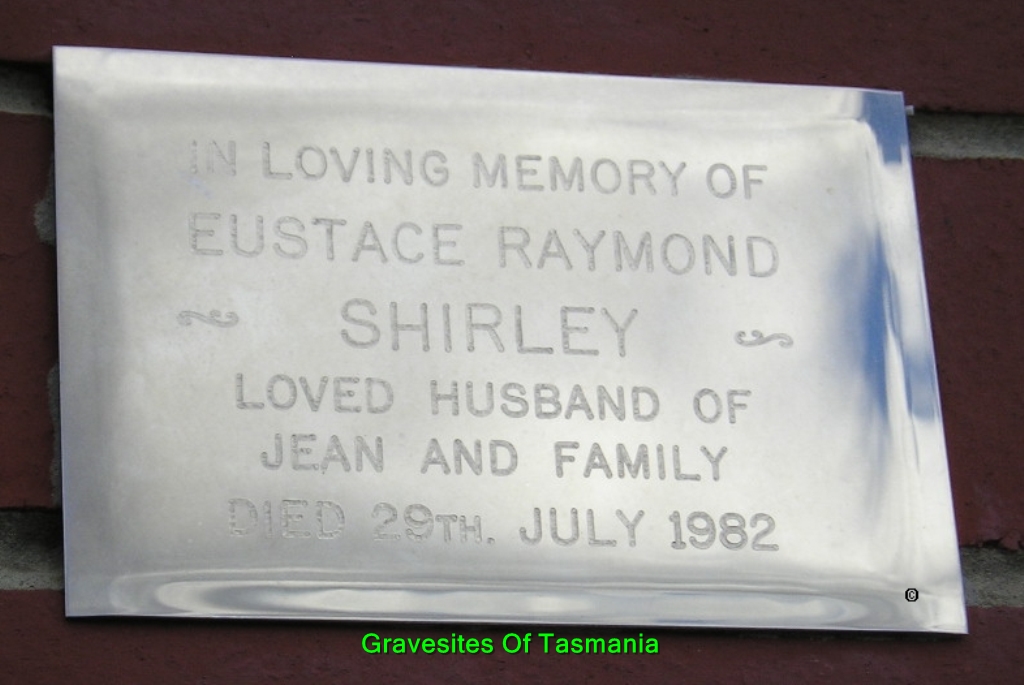 IN LOVING MEMORY OF
EUSTACE RAYMOND
SHIRLEY
LOVED HUSBAND OF
JEAN AND FAMILY
DIED 29TH. JULY 1982
©
Gravesites Of Tasmania